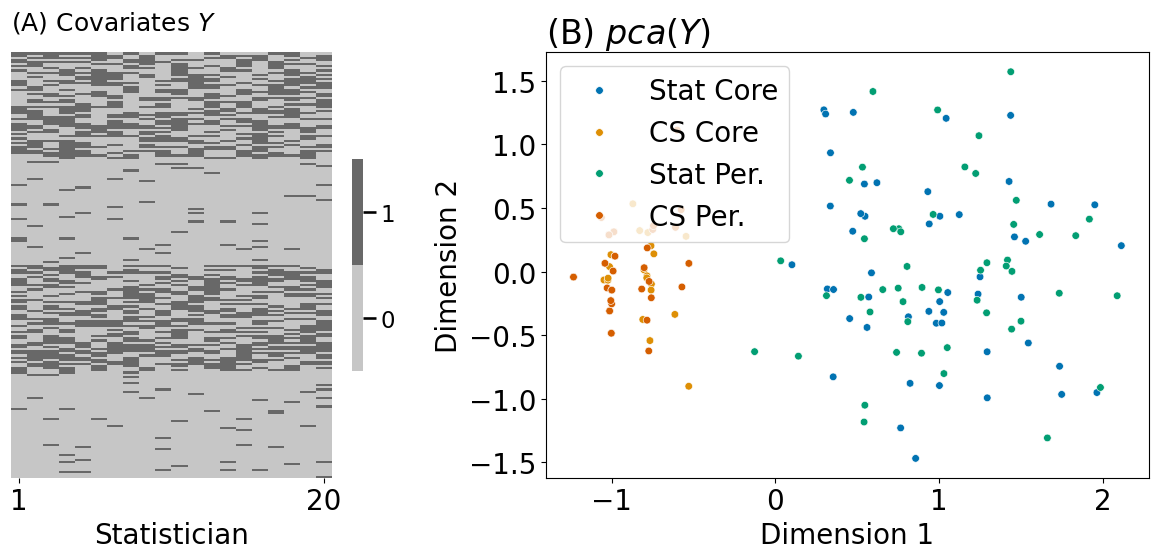 (A) Covariates Y
1
20
Statistician
1
0
(B) pca(Y)
Stat Core
CS Core
Stat Per.
CS Per.
Dimension 2
1.5
1.0
0.5
0.0
−0.5
−1.0
−1.5
−1
0
1
2
Dimension 1